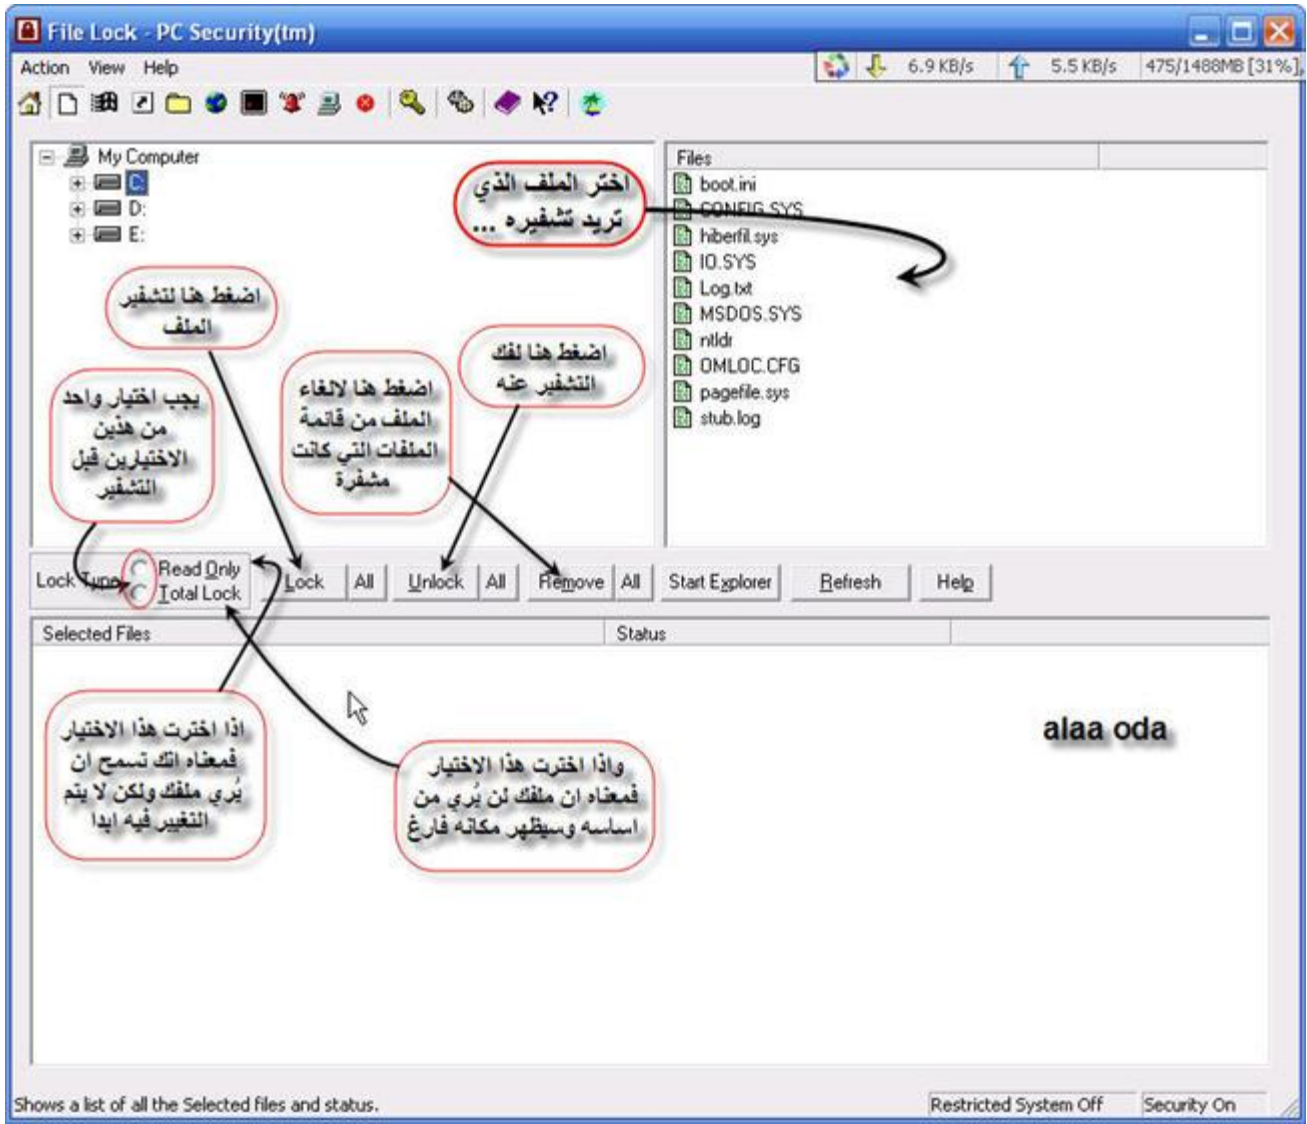 File Lock - PC Security(tm)
Action View Help
6.9 KB/s 5.5 KB/s 475/1488MB [31%],
My Computer
C:
D:
E:
Files
boot.ini
CONFIG.SYS
hiberfil.sys
IO.SYS
Log.txt
MSDOS.SYS
ntldr
OMLOC.CFG
pagefile.sys
stub.log
اختر الملف الذي
تريد تشفيره ...
اضغط هنا لتشفير
الملف
اضغط هنا لفك
التشفير عنه
اضغط هنا لالغاء
الملف من قائمة
الملفات التي كانت
مشفرة
يجب اختيار واحد
من هذين
الاختيارين قبل
التشفير
Lock Type
Read Only
Total Lock
Lock All Unlock All Remove All Start Explorer Refresh Help
Selected Files Status
اذا اخترت هذا الاختيار
فمعناه انك تسمح ان
يُري ملفك ولكن لا يتم
التغيير فيه ابدا
واذا اخترت هذا الاختيار
فمعناه ان ملفك لن يُري من
اساسه وسيظهر مكانه فارغ
alaa oda
Shows a list of all the Selected files and status.
Restricted System Off Security On